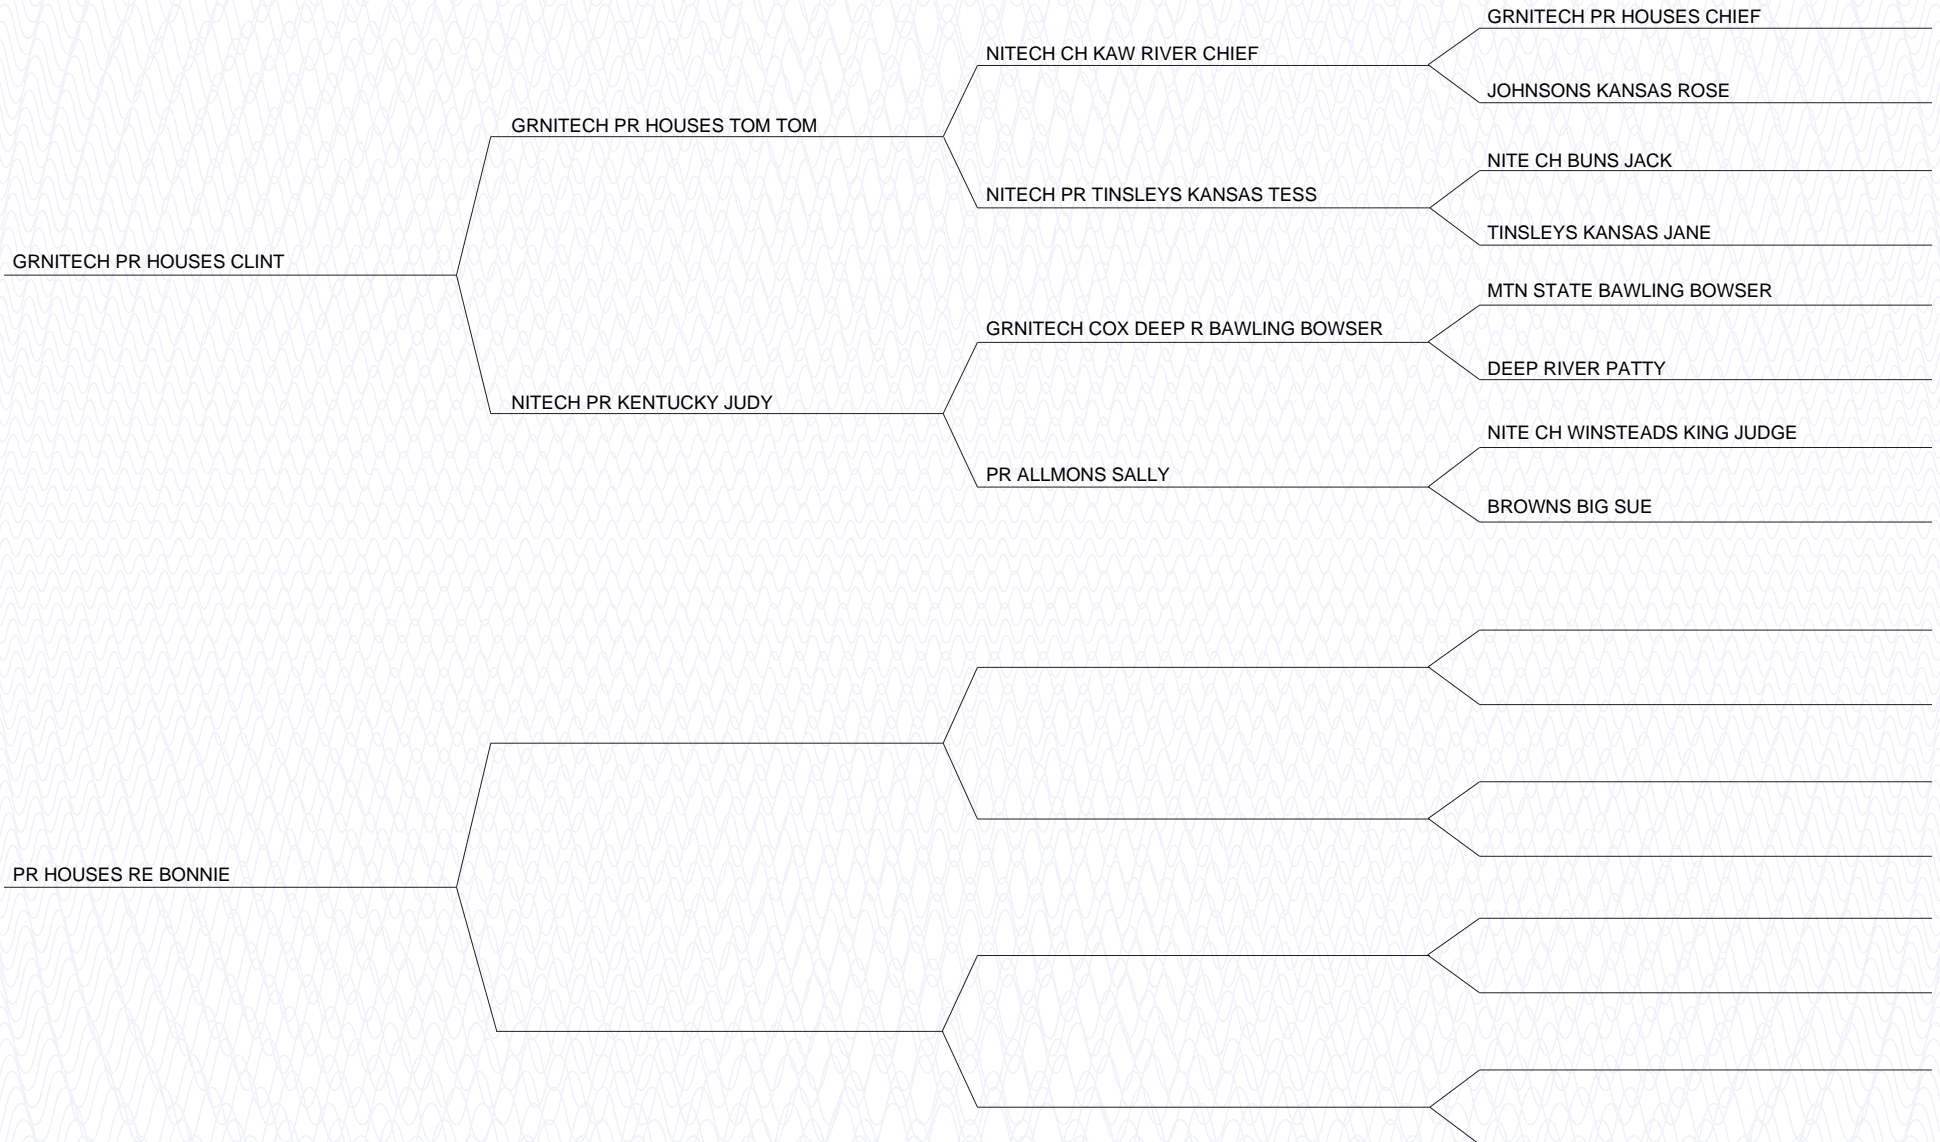 GRNITECH PR HOUSES CHIEF
NITECH CH KAW RIVER CHIEF
JOHNSONS KANSAS ROSE
GRNITECH PR HOUSES TOM TOM
NITE CH BUNS JACK
NITECH PR TINSLEYS KANSAS TESS
TINSLEYS KANSAS JANE
GRNITECH PR HOUSES CLINT
MTN STATE BAWLING BOWSER
GRNITECH COX DEEP R BAWLING BOWSER
DEEP RIVER PATTY
NITECH PR KENTUCKY JUDY
NITE CH WINSTEADS KING JUDGE
PR ALLMONS SALLY
BROWNS BIG SUE
PR HOUSES RE BONNIE